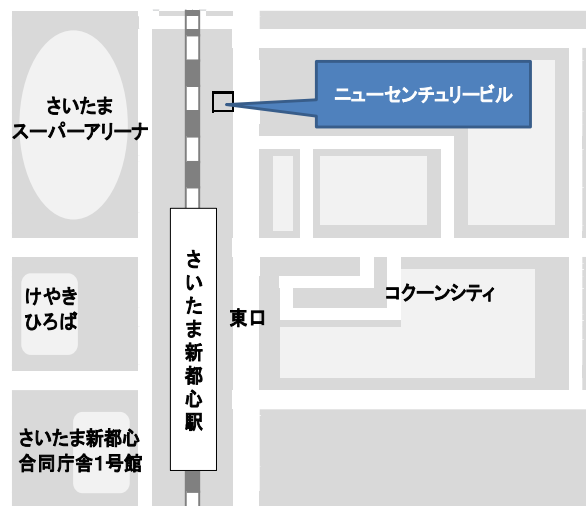 さいたま
スーパーアリーナ
ニューセンチュリービル
けやき
ひろば
さいたま新都心駅
東口
コクーンシティ
さいたま新都心
合同庁舎1号館